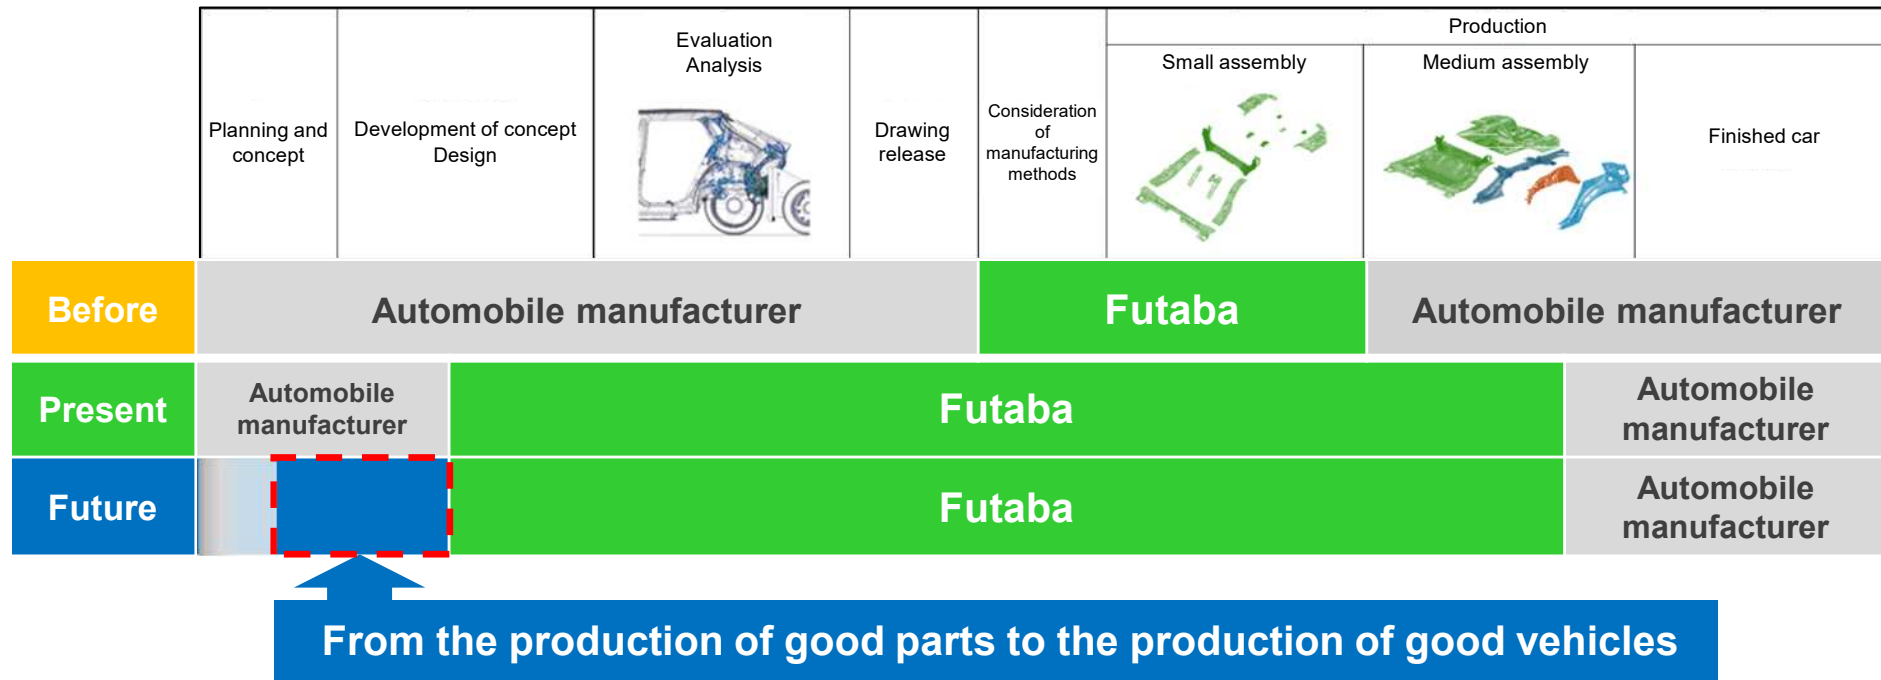 Planning and
concept
Development of concept
Design
Evaluation
Analysis
Drawing
release
Consideration
of
manufacturing
methods
Production
Small assembly
Medium assembly
Finished car
Before
Automobile manufacturer
Futaba
Automobile manufacturer
Present
Automobile
manufacturer
Futaba
Automobile
manufacturer
Future
Futaba
Automobile
manufacturer
From the production of good parts to the production of good vehicles